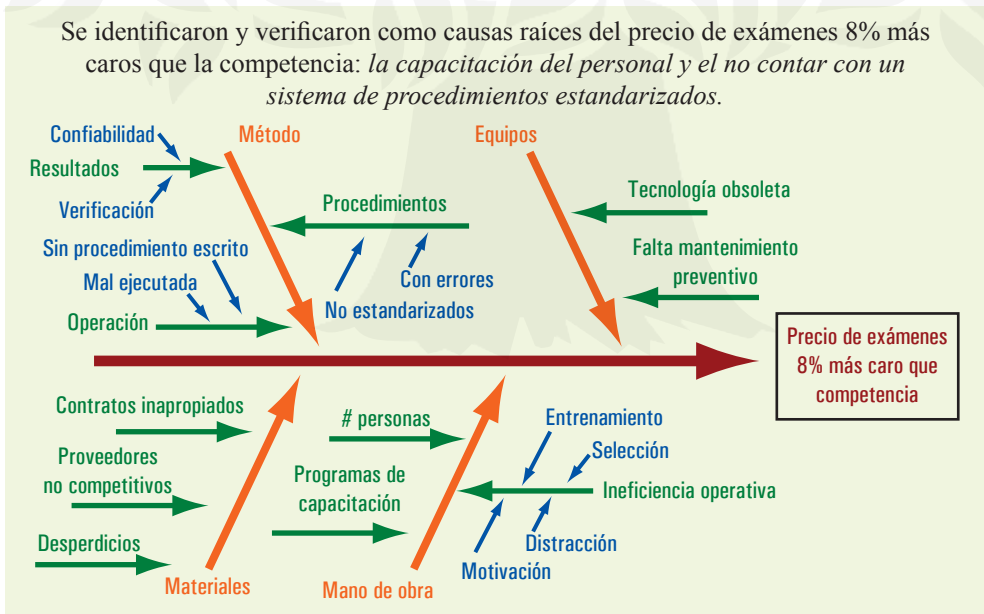 Se identificaron y verificaron como causas raíces del precio de exámenes 8% más
caros que la competencia: la capacitación del personal y el no contar con un
sistema de procedimientos estandarizados.
Confiabilidad
Método
Equipos
Resultados
Verificación
Procedimientos
Tecnología obsoleta
Sin procedimiento escrito
Mal ejecutada
Con errores
Falta mantenimiento
preventivo
No estandarizados
Operación
Precio de exámenes
8% más caro que
competencia
Contratos inapropiados
# personas
Entrenamiento
Selección
Proveedores
no competitivos
Programas de
capacitación
Ineficiencia operativa
Desperdicios
Distracción
Motivación
Materiales
Mano de obra